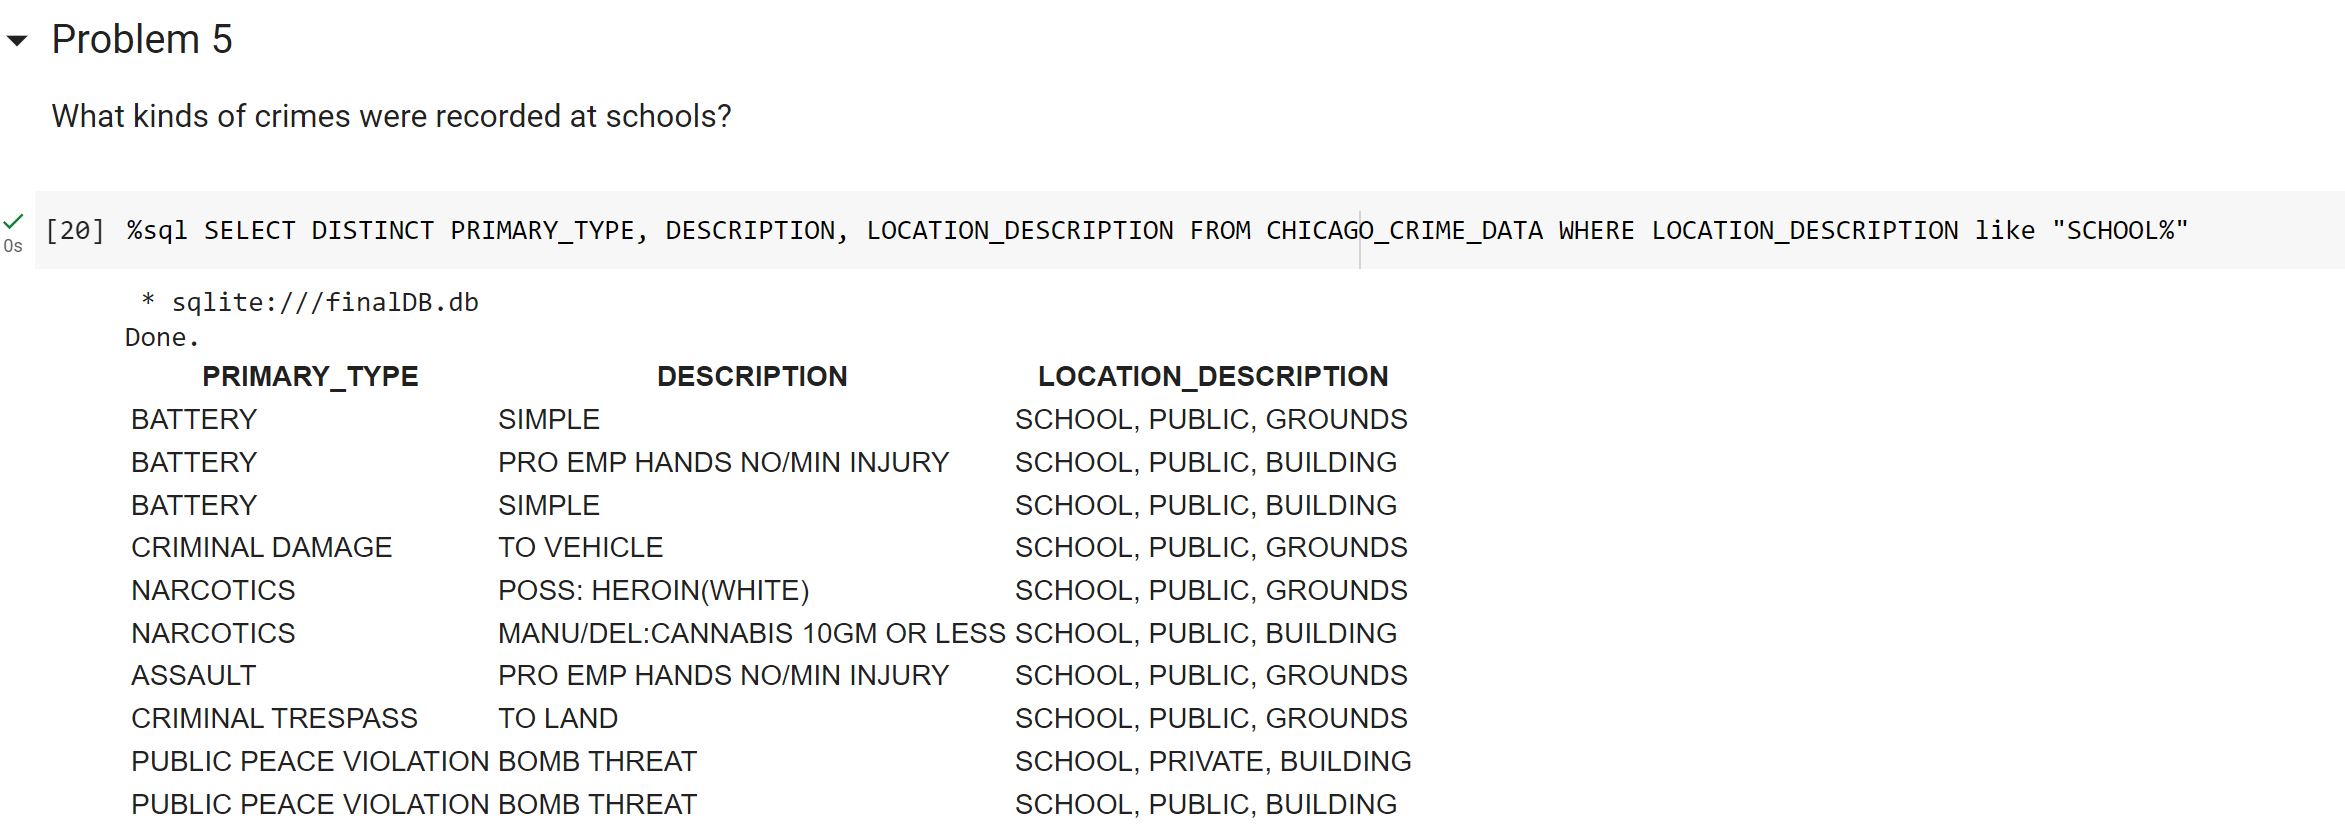 Problem 5
What kinds of crimes were recorded at schools?
[20] %sql SELECT DISTINCT PRIMARY_TYPE, DESCRIPTION, LOCATION_DESCRIPTION FROM CHICAGO_CRIME_DATA WHERE LOCATION_DESCRIPTION like "SCHOOL%"
0s
* sqlite:///finalDB.db
Done.
PRIMARY_TYPE DESCRIPTION LOCATION_DESCRIPTION
BATTERY SIMPLE SCHOOL, PUBLIC, GROUNDS
BATTERY PRO EMP HANDS NO/MIN INJURY SCHOOL, PUBLIC, BUILDING
BATTERY SIMPLE SCHOOL, PUBLIC, BUILDING
CRIMINAL DAMAGE TO VEHICLE SCHOOL, PUBLIC, GROUNDS
NARCOTICS POSS: HEROIN(WHITE) SCHOOL, PUBLIC, GROUNDS
NARCOTICS MANU/DEL:CANNABIS 10GM OR LESS SCHOOL, PUBLIC, BUILDING
ASSAULT PRO EMP HANDS NO/MIN INJURY SCHOOL, PUBLIC, GROUNDS
CRIMINAL TRESPASS TO LAND SCHOOL, PUBLIC, GROUNDS
PUBLIC PEACE VIOLATION BOMB THREAT SCHOOL, PRIVATE, BUILDING
PUBLIC PEACE VIOLATION BOMB THREAT SCHOOL, PUBLIC, BUILDING